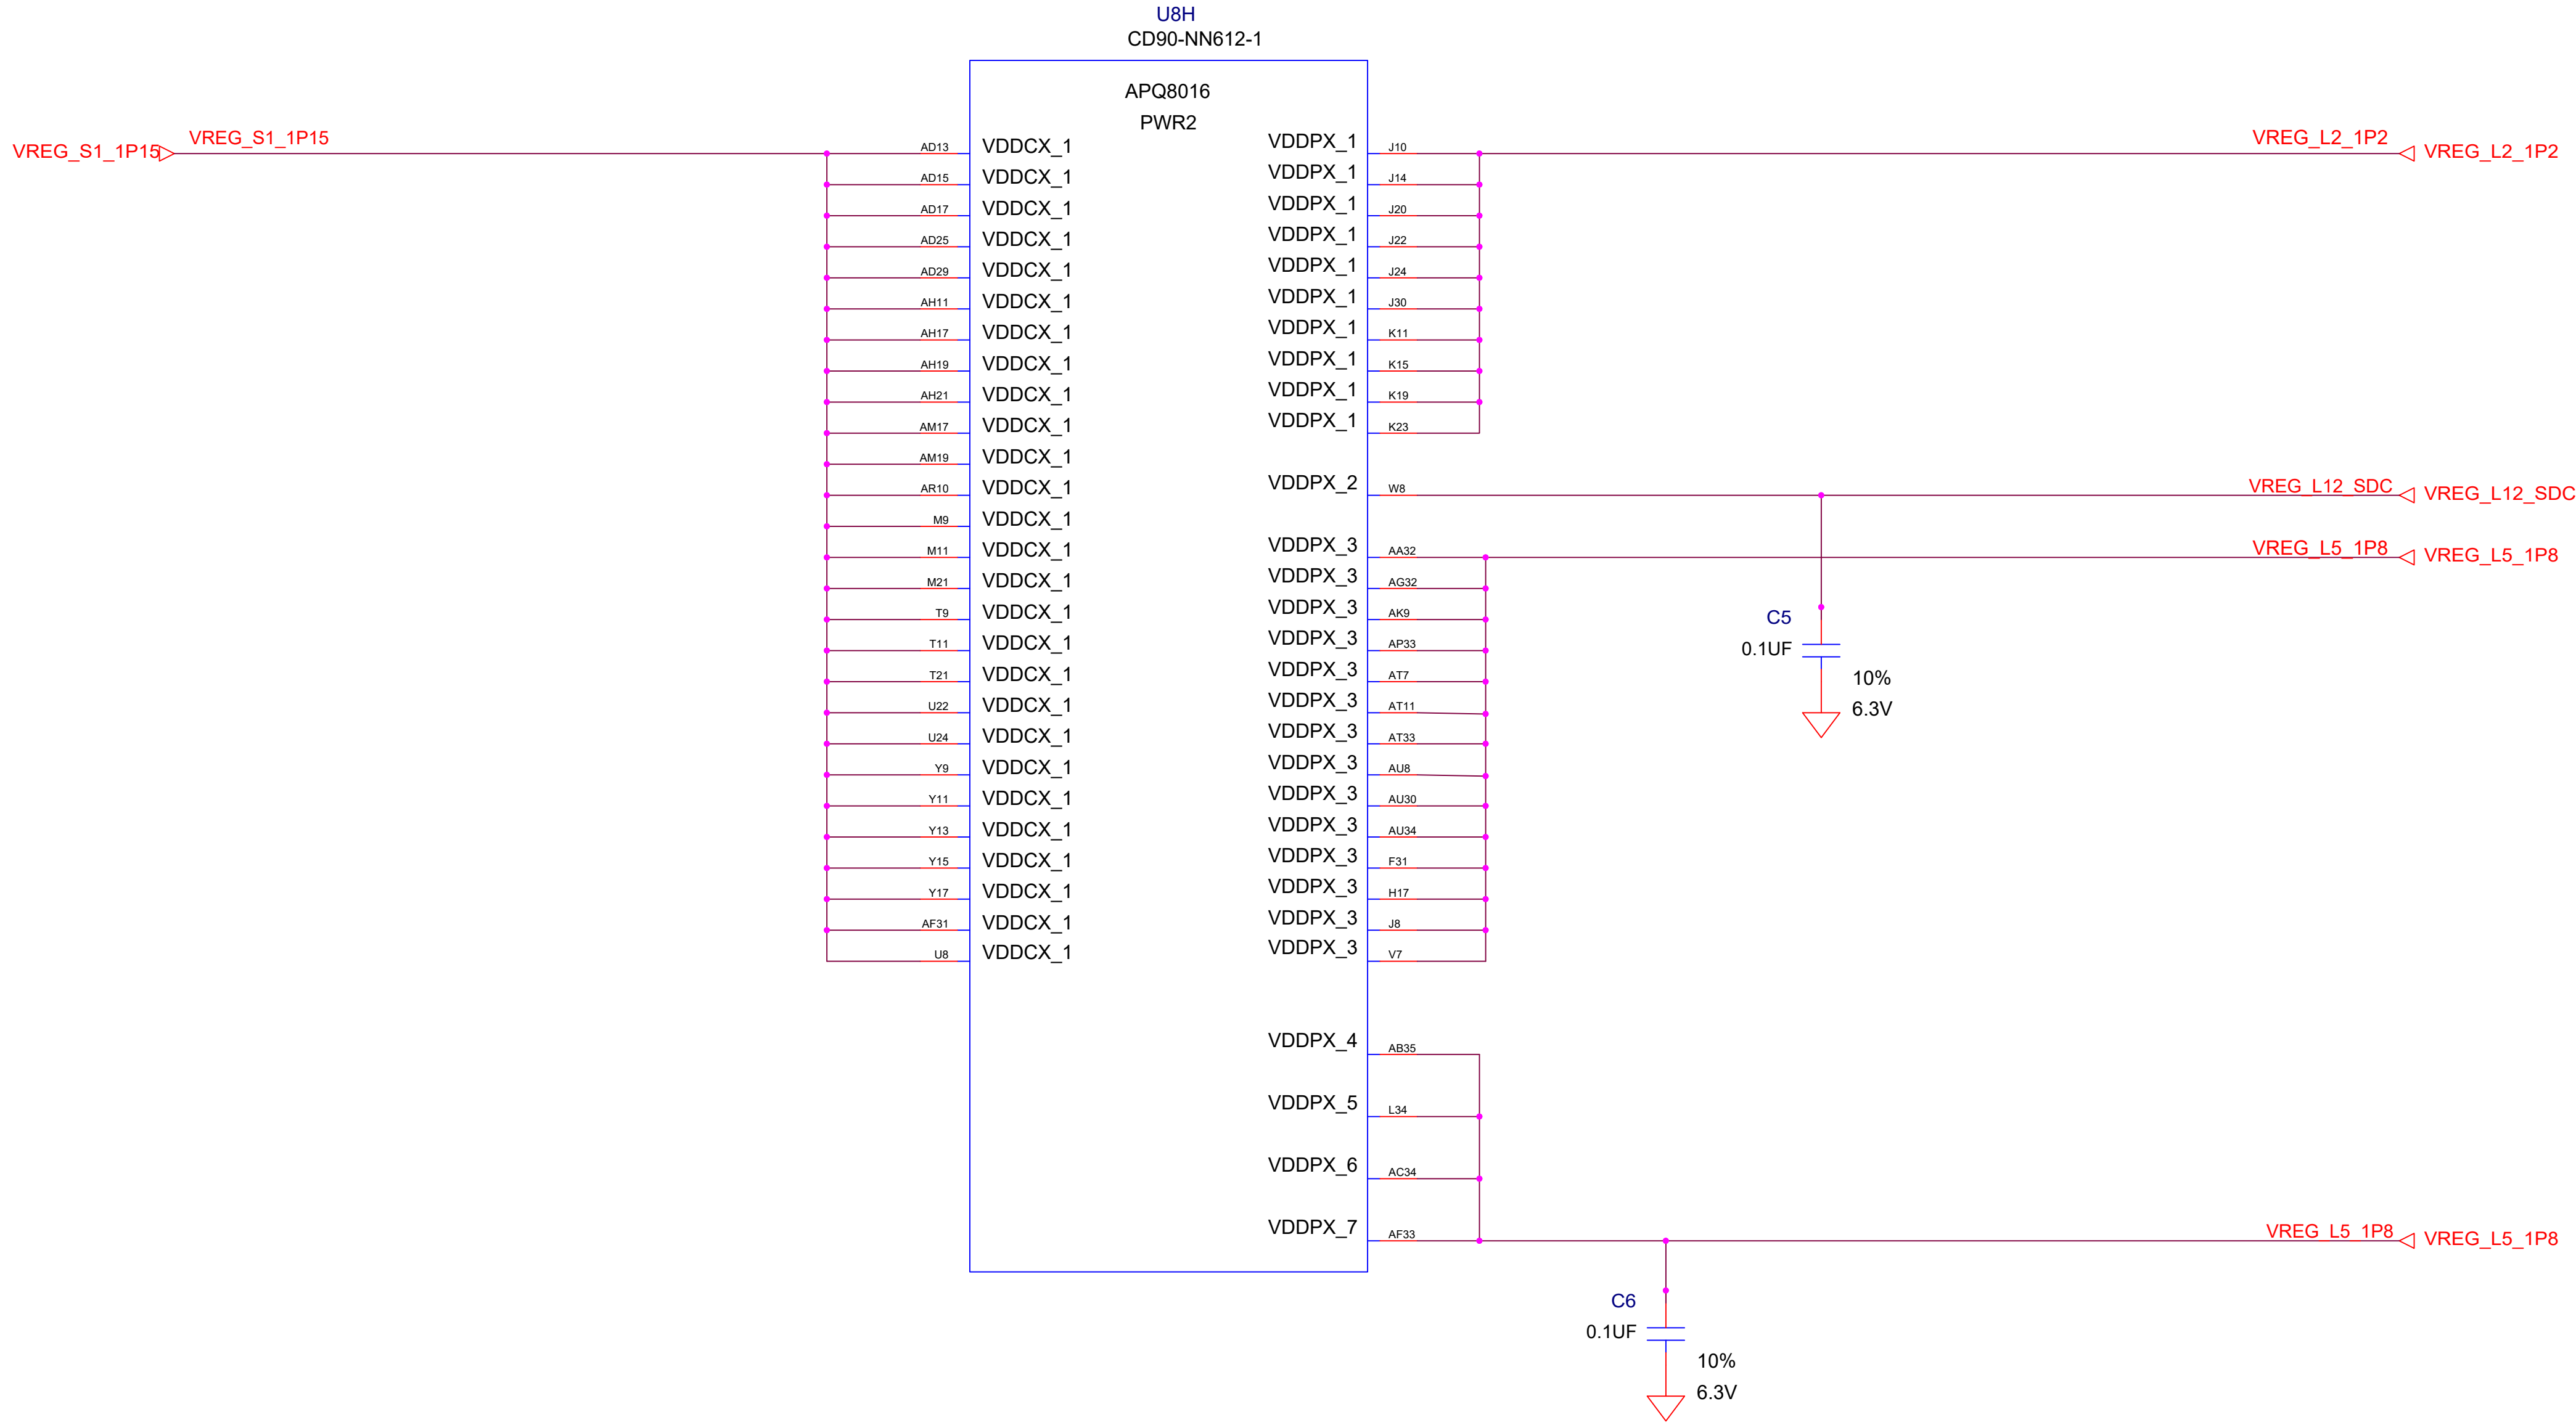 U8H
CD90-NN612-1
APQ8016
PWR2
VREG_S1_1P15 VREG_S1_1P15 AD13 VDDCX_1 VDDPX_1 J10 VREG_L2_1P2 VREG_L2_1P2
AD15 VDDCX_1 VDDPX_1 J14
AD17 VDDCX_1 VDDPX_1 J20
AD25 VDDCX_1 VDDPX_1 J22
AD29 VDDCX_1 VDDPX_1 J24
AH11 VDDCX_1 VDDPX_1 J30
AH17 VDDCX_1 VDDPX_1 K11
AH19 VDDCX_1 VDDPX_1 K15
AH21 VDDCX_1 VDDPX_1 K19
AM17 VDDCX_1 VDDPX_1 K23
AM19 VDDCX_1
AR10 VDDCX_1 VDDPX_2 W8 VREG_L12_SDC VREG_L12_SDC
M9 VDDCX_1
M11 VDDCX_1 VDDPX_3 AA32 VREG_L5_1P8 VREG_L5_1P8
M21 VDDCX_1 VDDPX_3 AG32
T9 VDDCX_1 VDDPX_3 AK9 C5
T11 VDDCX_1 VDDPX_3 AP33 0.1UF
T21 VDDCX_1 VDDPX_3 AT7 10%
U22 VDDCX_1 VDDPX_3 AT11 6.3V
U24 VDDCX_1 VDDPX_3 AT33
Y9 VDDCX_1 VDDPX_3 AU8
Y11 VDDCX_1 VDDPX_3 AU30
Y13 VDDCX_1 VDDPX_3 AU34
Y15 VDDCX_1 VDDPX_3 F31
Y17 VDDCX_1 VDDPX_3 H17
AF31 VDDCX_1 VDDPX_3 J8
U8 VDDCX_1 VDDPX_3 V7
VDDPX_4 AB35
VDDPX_5 L34
VDDPX_6 AC34
VDDPX_7 AF33 VREG_L5_1P8 VREG_L5_1P8
C6
0.1UF
10%
6.3V